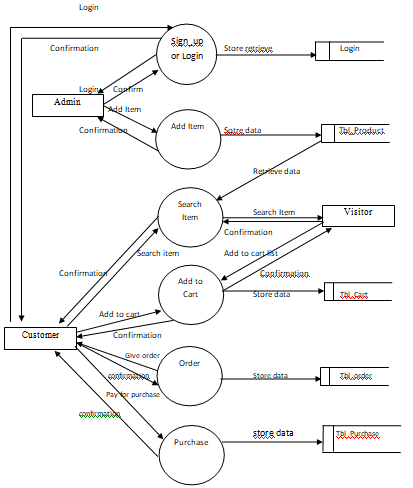 Login
Sign_up
or Login
Confirmation
Store retrieve
Login
Login
Confirm
Admin
Add Item
Confirmation
Add Item
Sotre data
Tbl_Product
Retrieve data
Search
Item
Search Item
Visitor
Confirmation
Search item
Add to cart list
Confirmation
Confirmation
Add to
Cart
Store data
Tbl_Cart
Add to cart
Customer
Confirmation
Give order
Order
confirmation
Store data
Tbl_order
Pay for purchase
confirmation
Purchase
store data
Tbl_Purchase